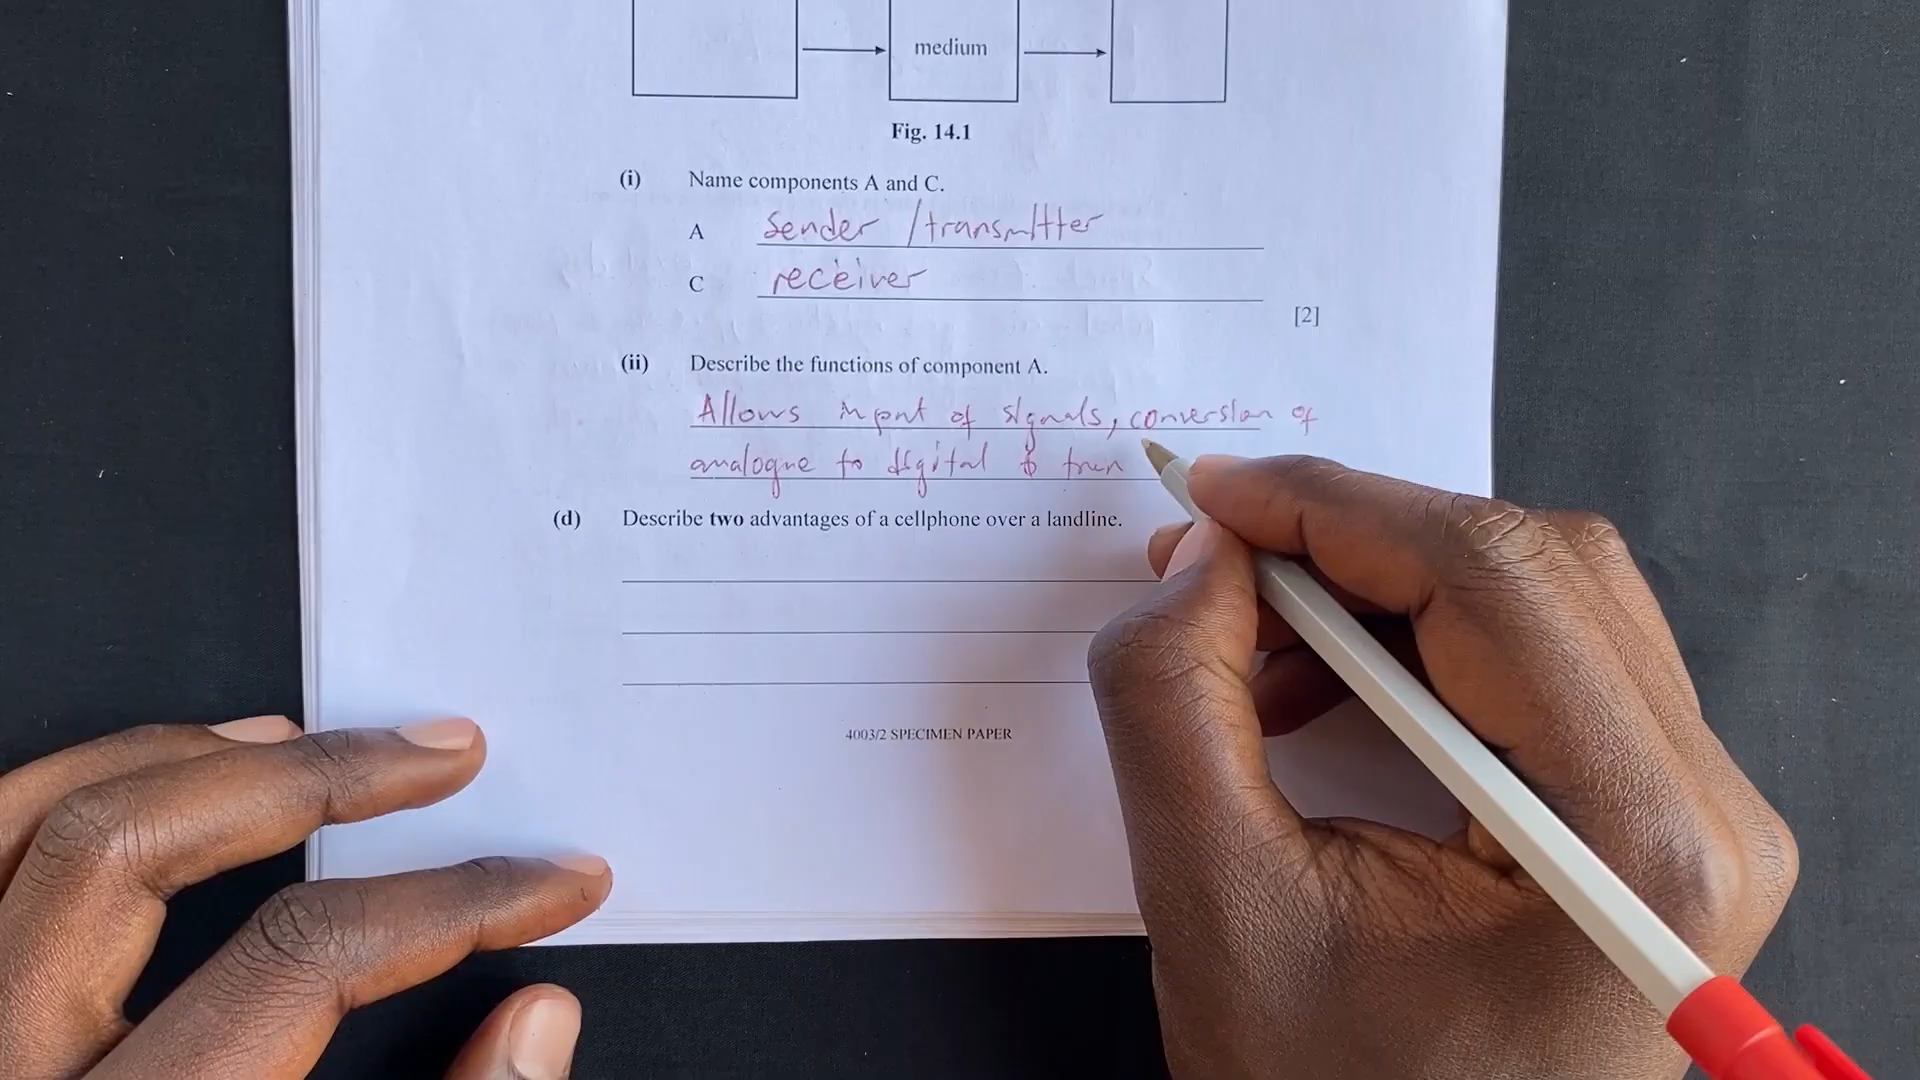 medium
Fig. 14.1
(i) Name components A and C.
A sender / transmitter
C receiver
[2]
(ii) Describe the functions of component A.
Allows input of signals, conversion of
analogue to digital & tran
(d) Describe two advantages of a cellphone over a landline.
4003/2 SPECIMEN PAPER